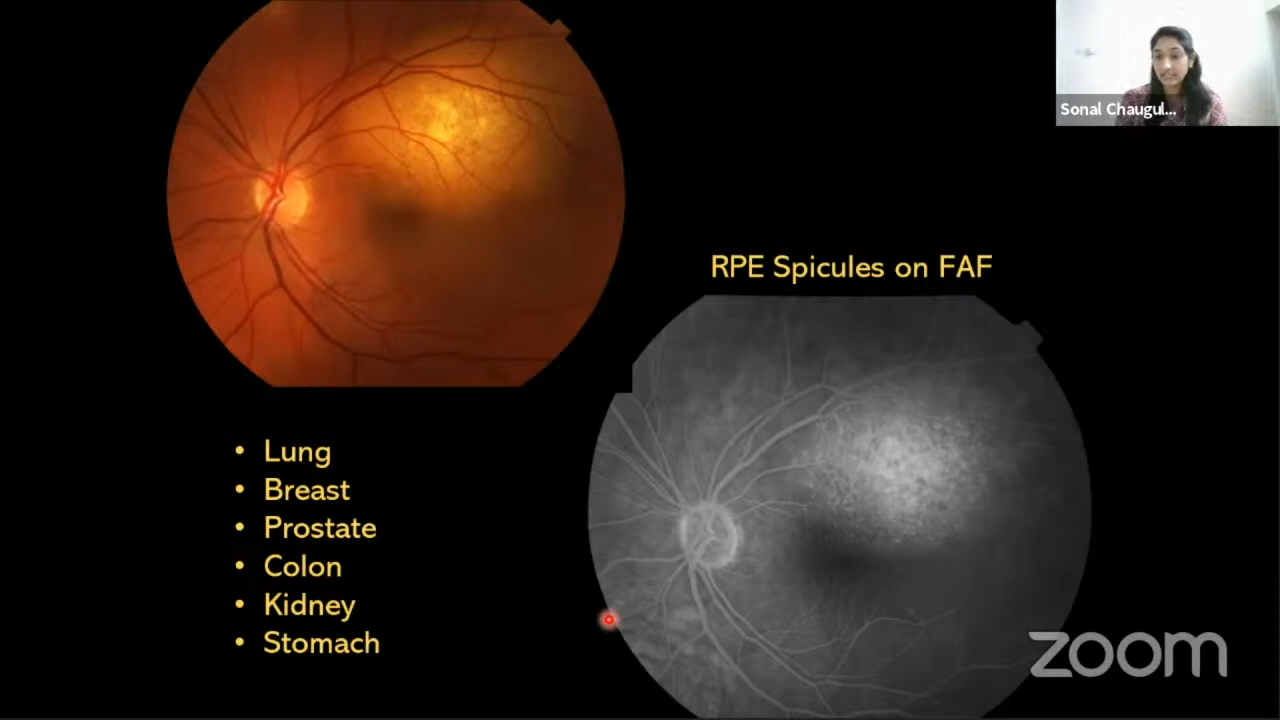 Sonal Chaugul...
RPE Spicules on FAF
• Lung
• Breast
• Prostate
• Colon
• Kidney
• Stomach
zoom